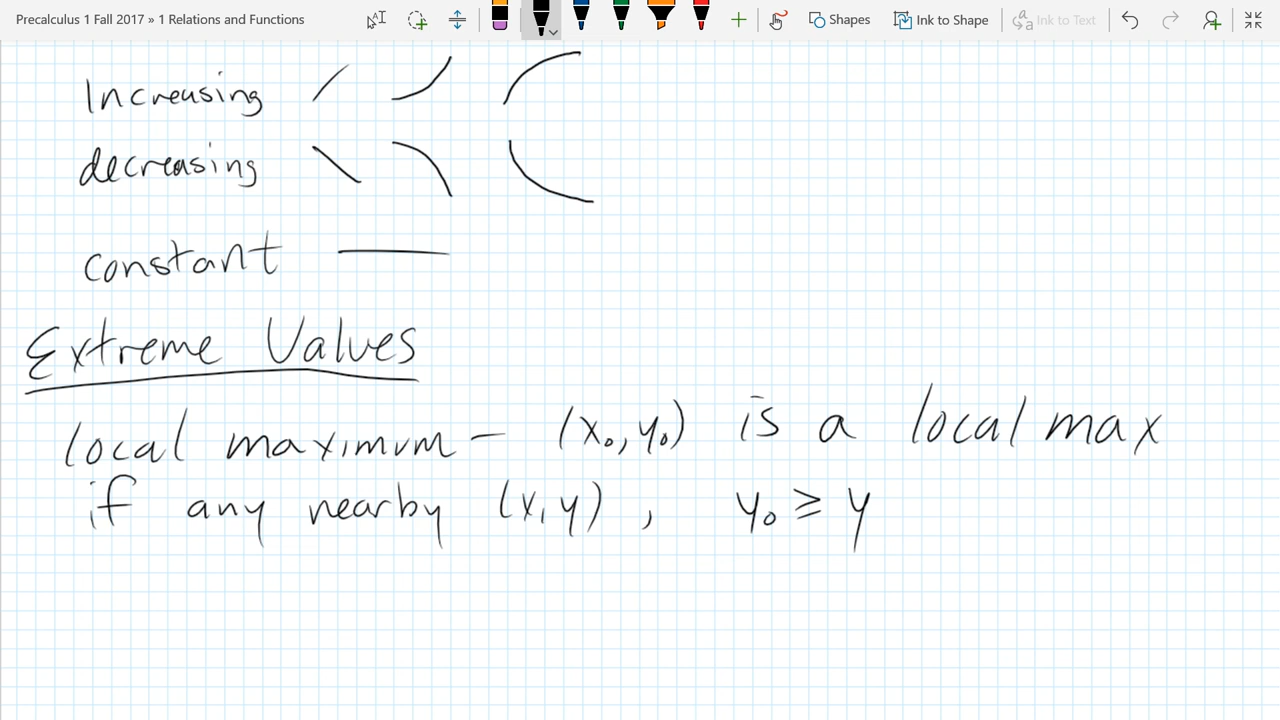 Precalculus 1 Fall 2017 » 1 Relations and Functions
Shapes
Ink to Shape
Ink to Text
Increasing
decreasing
constant
Extreme Values
local maximum – (x₀, y₀) is a local max
if any nearby (x, y), y₀ ≥ y